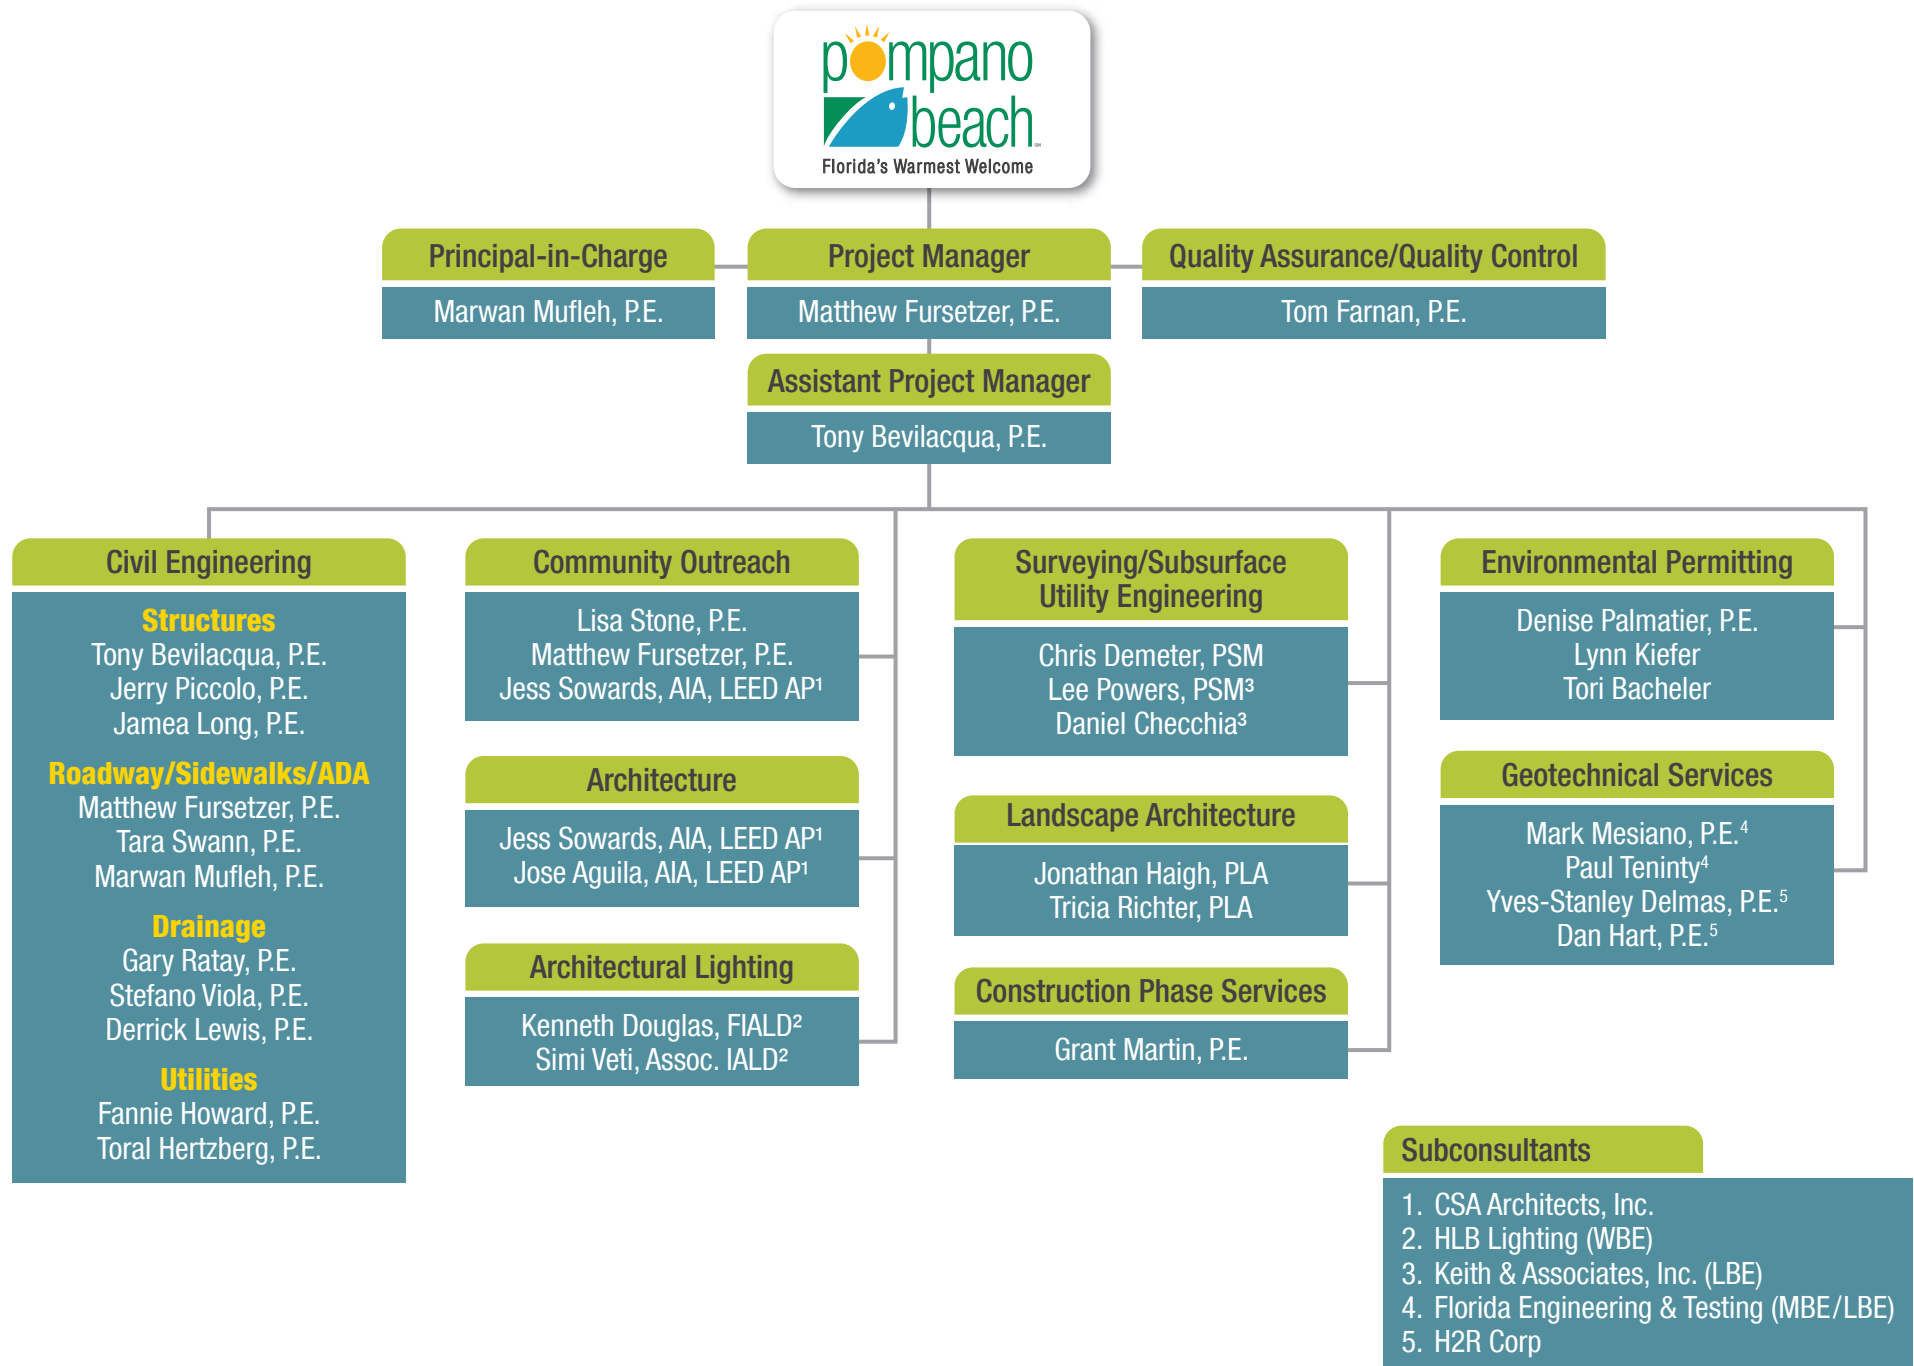 pompano
beach SM
Florida's Warmest Welcome
Principal-in-Charge
Marwan Mufleh, P.E.
Project Manager
Matthew Fursetzer, P.E.
Quality Assurance/Quality Control
Tom Farnan, P.E.
Assistant Project Manager
Tony Bevilacqua, P.E.
Civil Engineering
Structures
Tony Bevilacqua, P.E.
Jerry Piccolo, P.E.
Jamea Long, P.E.
Roadway/Sidewalks/ADA
Matthew Fursetzer, P.E.
Tara Swann, P.E.
Marwan Mufleh, P.E.
Drainage
Gary Ratay, P.E.
Stefano Viola, P.E.
Derrick Lewis, P.E.
Utilities
Fannie Howard, P.E.
Toral Hertzberg, P.E.
Community Outreach
Lisa Stone, P.E.
Matthew Fursetzer, P.E.
Jess Sowards, AIA, LEED AP¹
Architecture
Jess Sowards, AIA, LEED AP¹
Jose Aguila, AIA, LEED AP¹
Architectural Lighting
Kenneth Douglas, FIALD²
Simi Veti, Assoc. IALD²
Surveying/Subsurface
Utility Engineering
Chris Demeter, PSM
Lee Powers, PSM³
Daniel Checchia³
Landscape Architecture
Jonathan Haigh, PLA
Tricia Richter, PLA
Construction Phase Services
Grant Martin, P.E.
Environmental Permitting
Denise Palmatier, P.E.
Lynn Kiefer
Tori Bacheler
Geotechnical Services
Mark Mesiano, P.E.⁴
Paul Teninty⁴
Yves-Stanley Delmas, P.E.⁵
Dan Hart, P.E.⁵
Subconsultants
1. CSA Architects, Inc.
2. HLB Lighting (WBE)
3. Keith & Associates, Inc. (LBE)
4. Florida Engineering & Testing (MBE/LBE)
5. H2R Corp